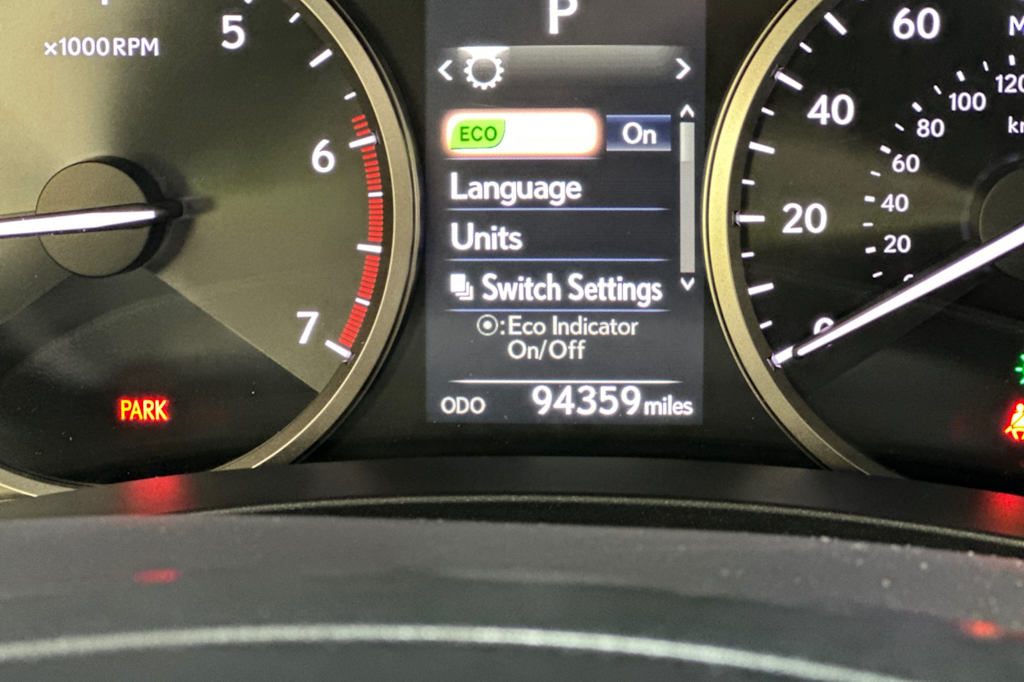 ×1000RPM
5
6
7
PARK
P
ECO
On
Language
Units
Switch Settings
:Eco Indicator
On/Off
ODO 94359 miles
60
40
20
0
120
100
80
60
40
20